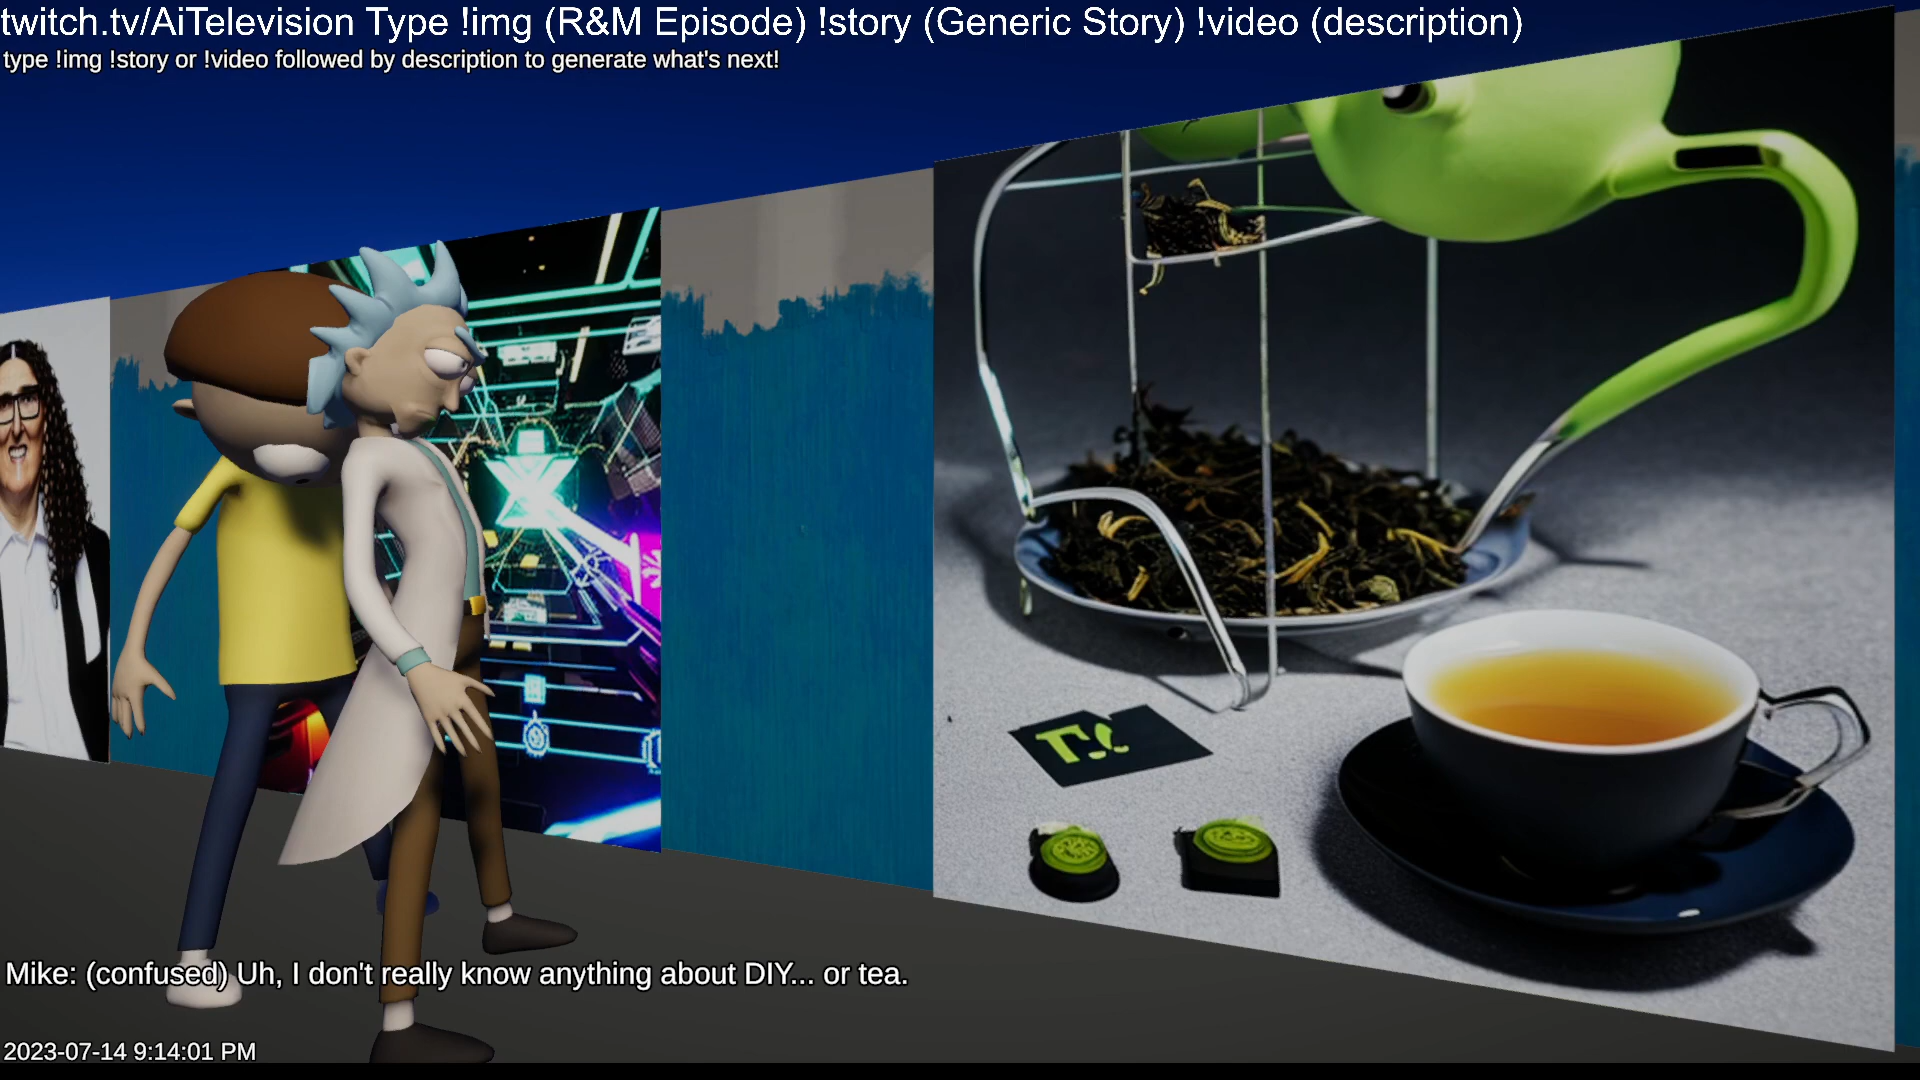 twitch.tv/AiTelevision Type !img (R&M Episode) !story (Generic Story) !video (description)
type !img !story or !video followed by description to generate what's next!
Mike: (confused) Uh, I don't really know anything about DIY... or tea.
2023-07-14 9:14:01 PM